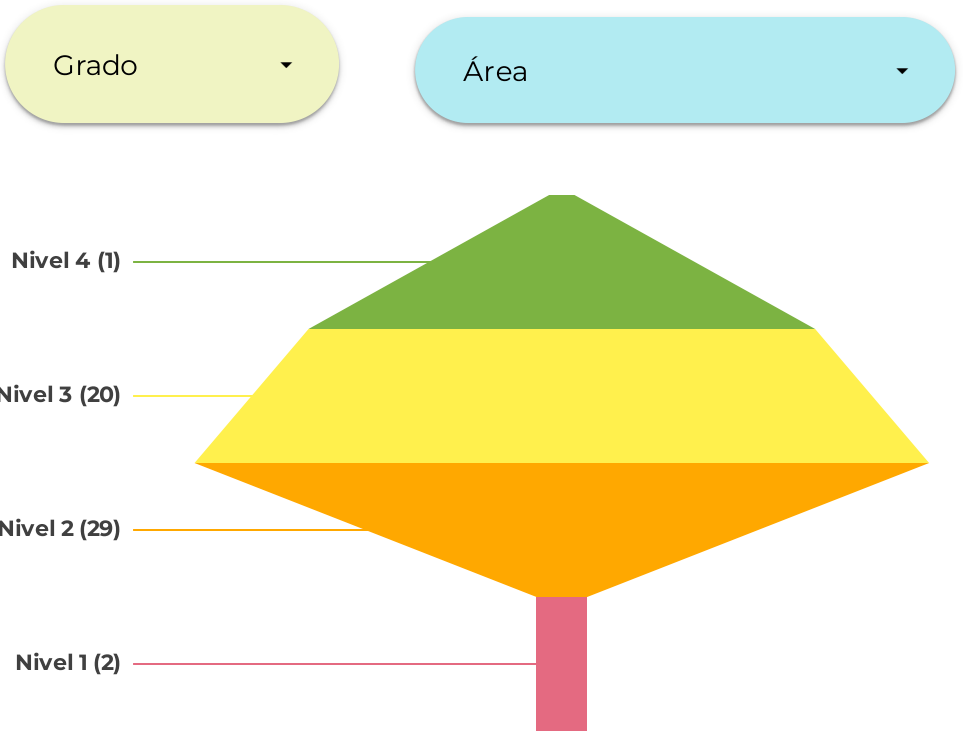 Grado
Área
Nivel 4 (1)
Nivel 3 (20)
Nivel 2 (29)
Nivel 1 (2)